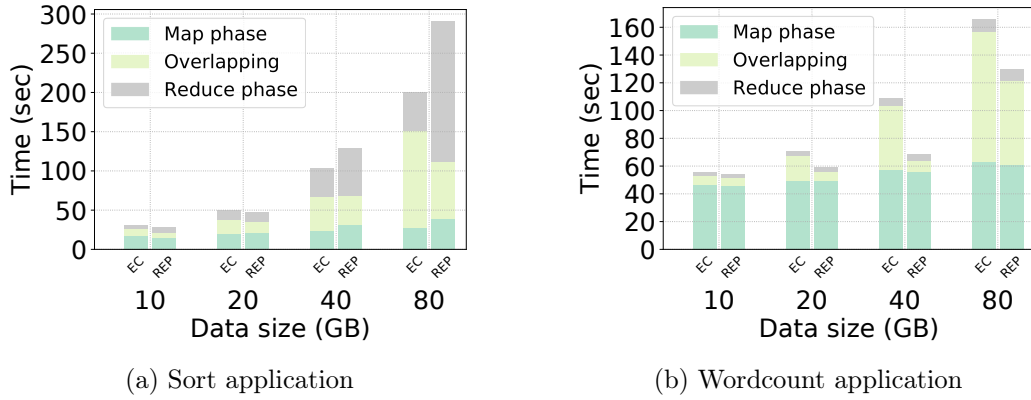 300
250
200
150
100
50
0
Time (sec)
Map phase
Overlapping
Reduce phase
EC REP EC REP EC REP EC REP
10 20 40 80
Data size (GB)
(a) Sort application
160
140
120
100
80
60
40
20
0
Time (sec)
Map phase
Overlapping
Reduce phase
EC REP EC REP EC REP EC REP
10 20 40 80
Data size (GB)
(b) Wordcount application